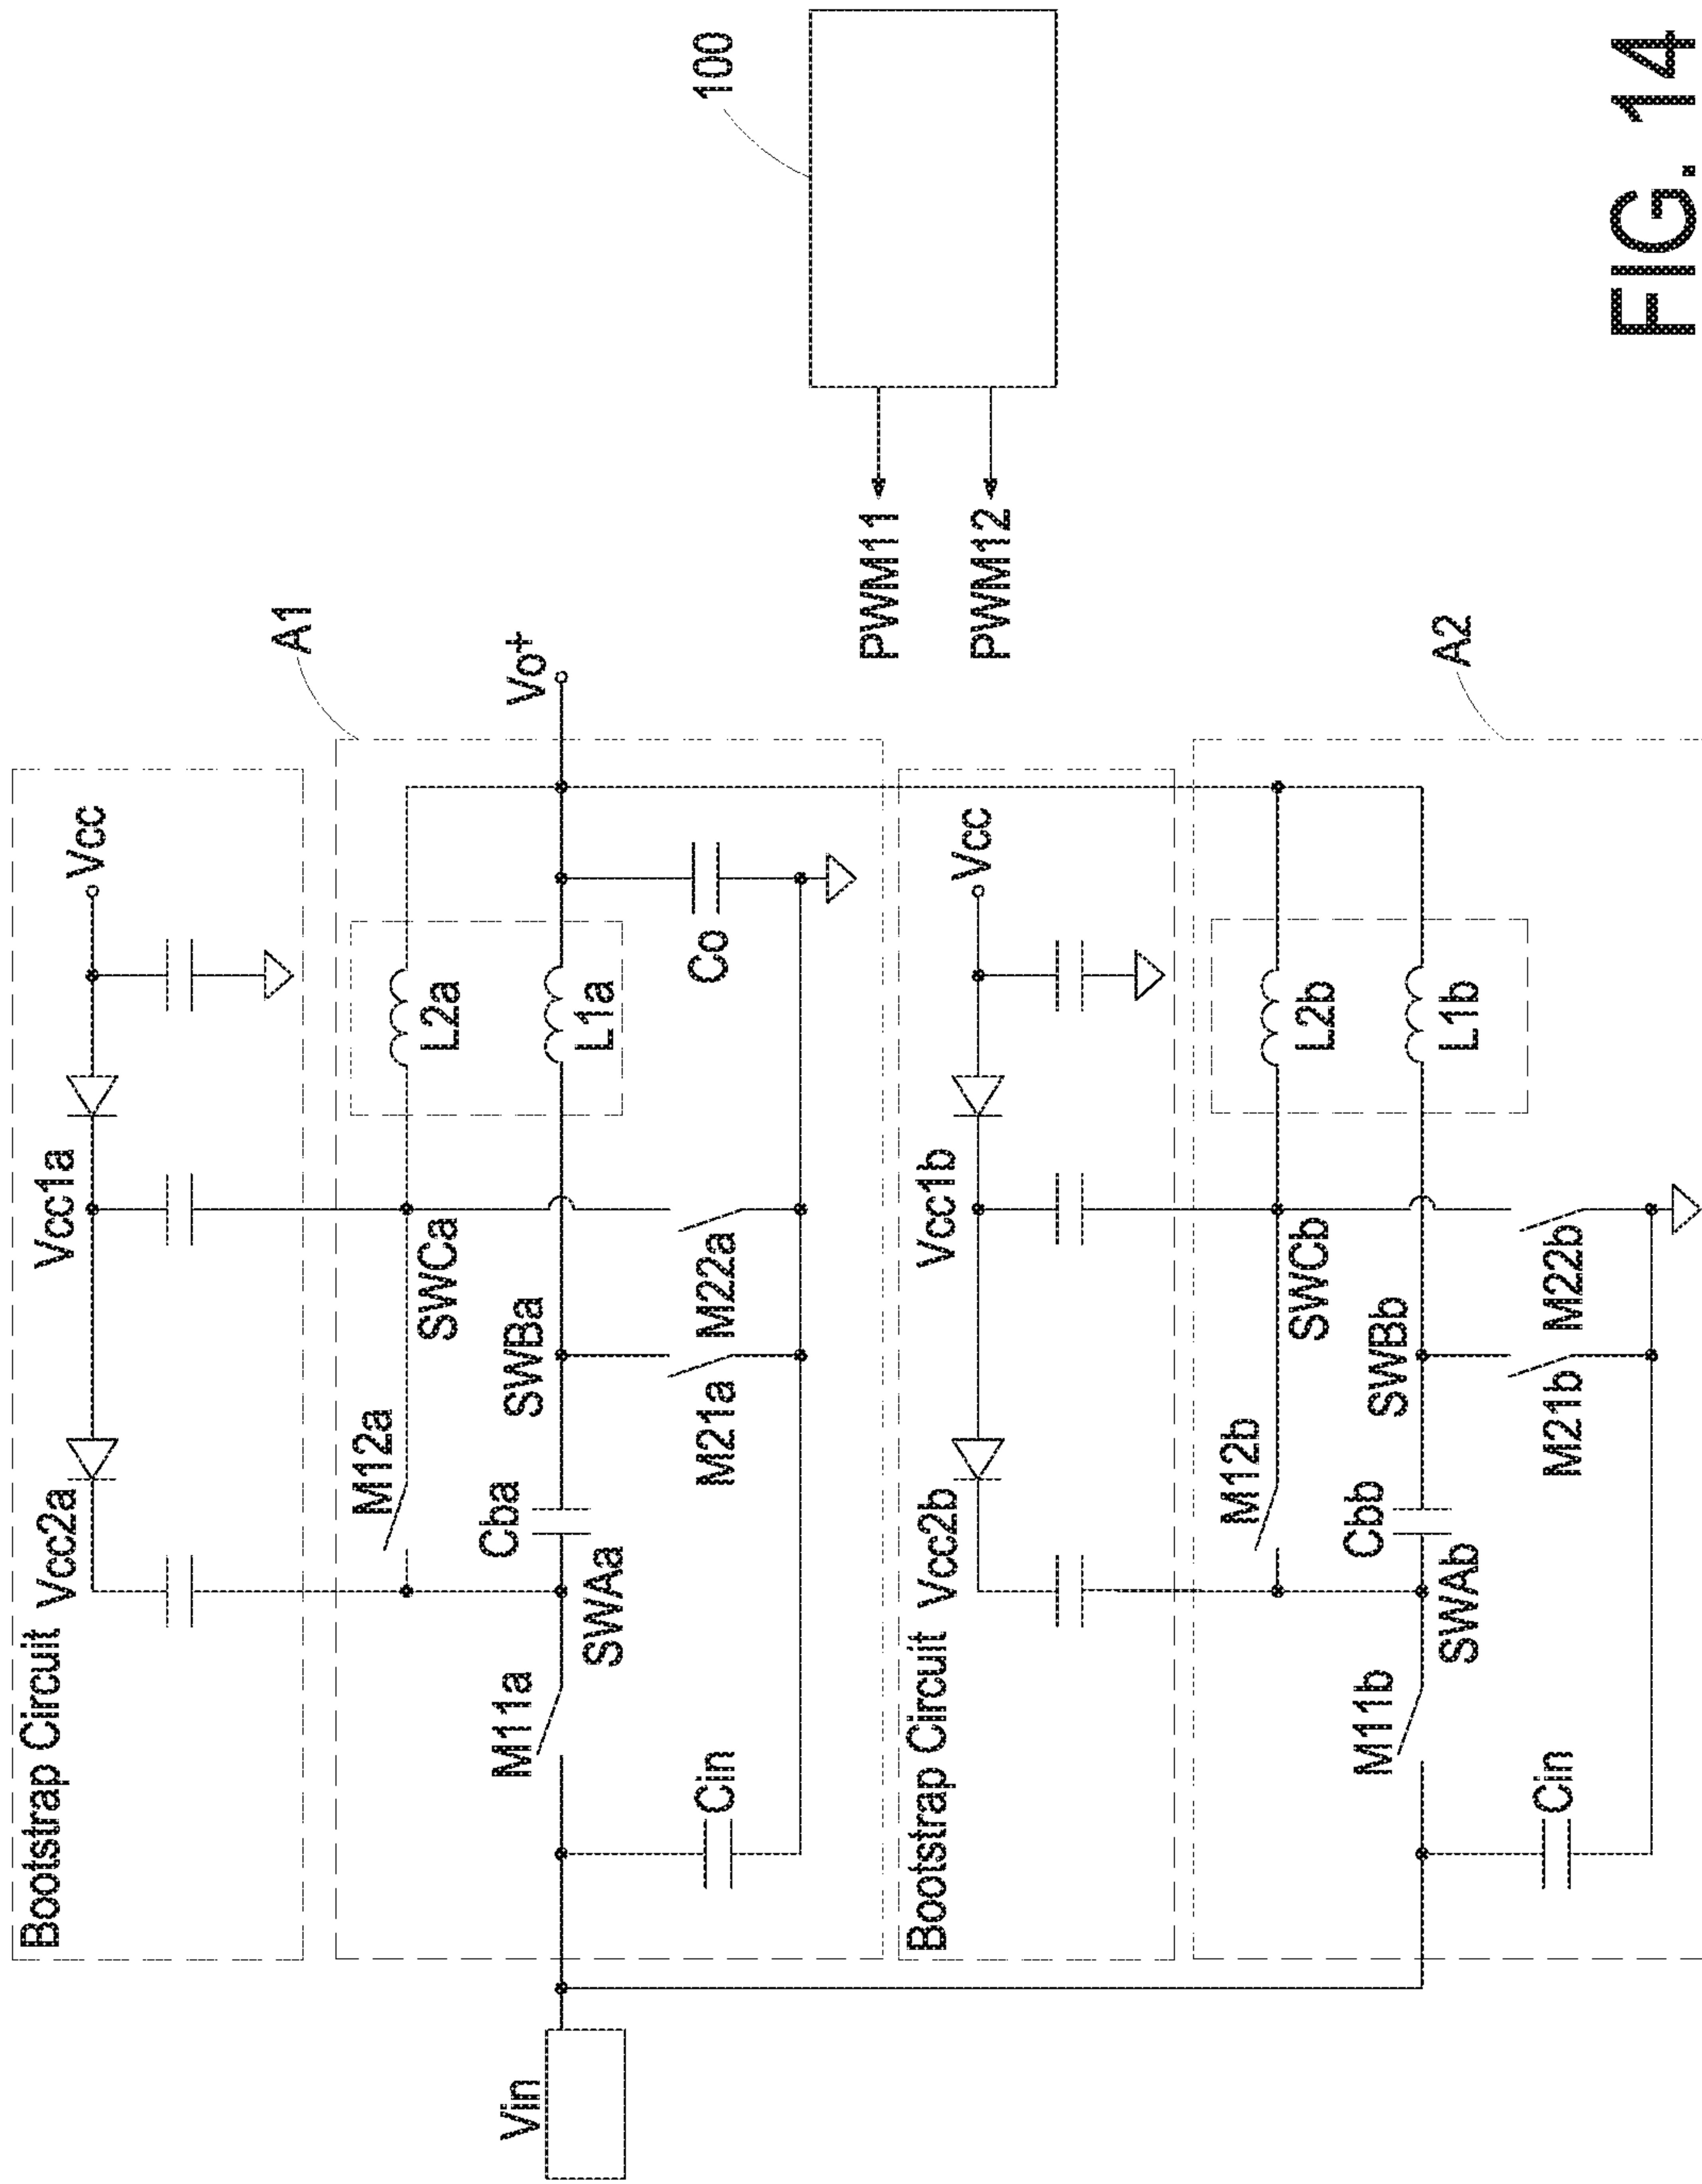 Bootstrap Circuit
Vcc2a
Vcc1a
Vcc
A1
M12a
SWCa
L2a
Vin
M11a
SWAa
Cba
SWBa
L1a
Vo+
Cin
M21a
M22a
Co
100
PWM11
PWM12
Bootstrap Circuit
Vcc2b
Vcc1b
Vcc
M12b
SWCb
L2b
M11b
SWAb
Cbb
SWBb
L1b
A2
Cin
M21b
M22b
FIG. 14